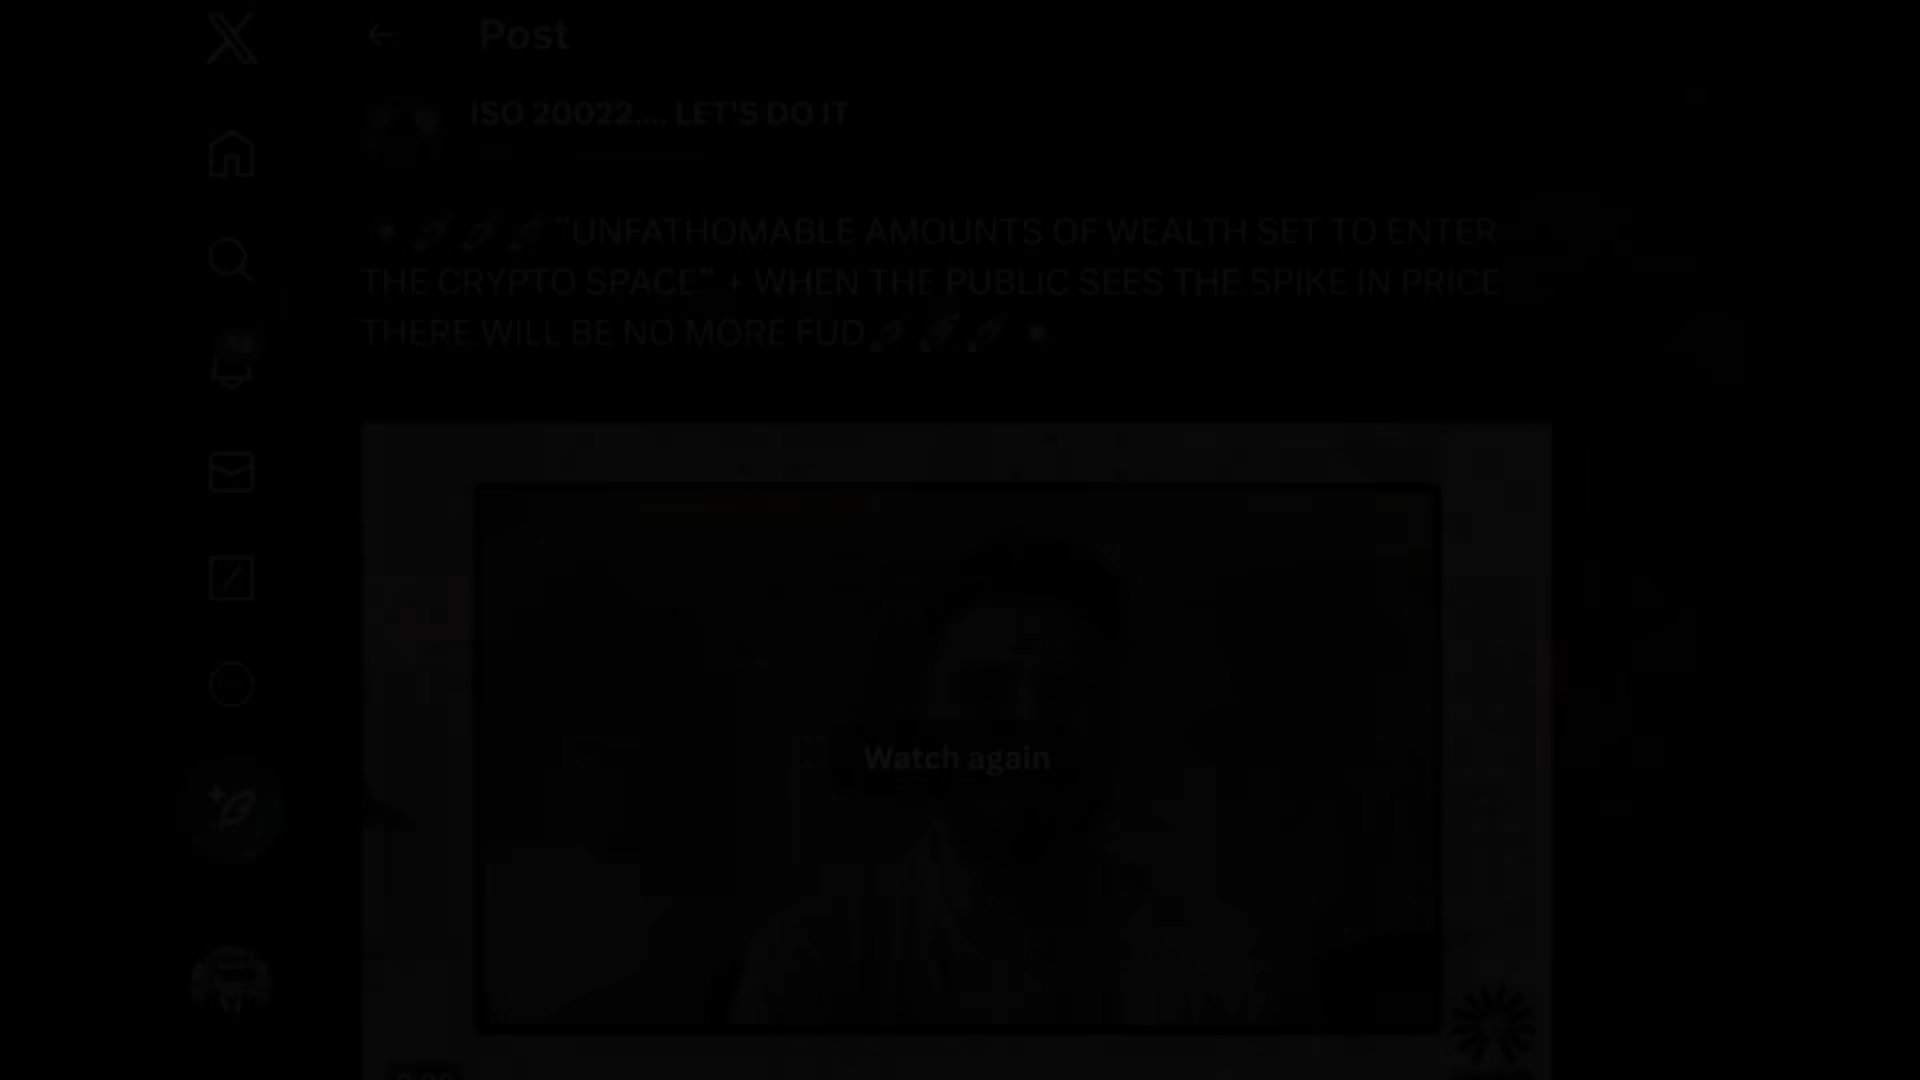 Post
ISO 20022.... LET'S DO IT
"UNFATHOMABLE AMOUNTS OF WEALTH SET TO ENTER
THE CRYPTO SPACE" + WHEN THE PUBLIC SEES THE SPIKE IN PRICE
THERE WILL BE NO MORE FUD
Watch again